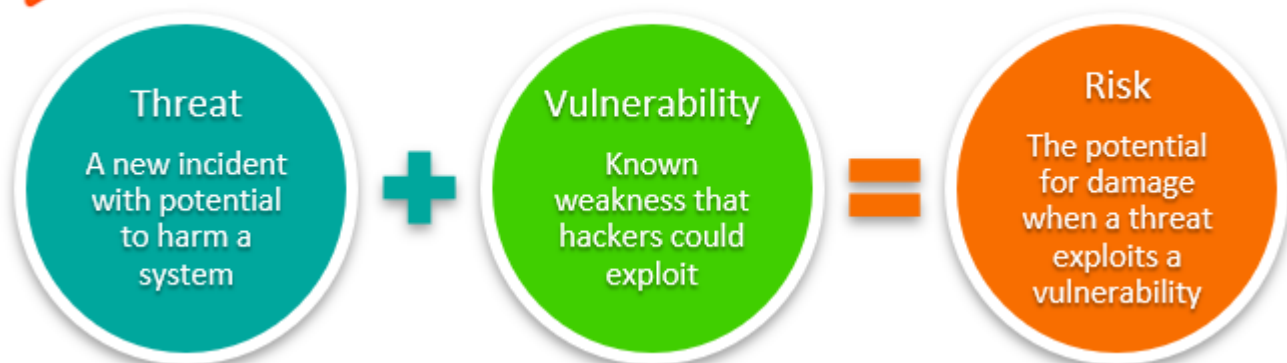 Threat
A new incident
with potential
to harm a
system
Vulnerability
Known
weakness that
hackers could
exploit
Risk
The potential
for damage
when a threat
exploits a
vulnerability